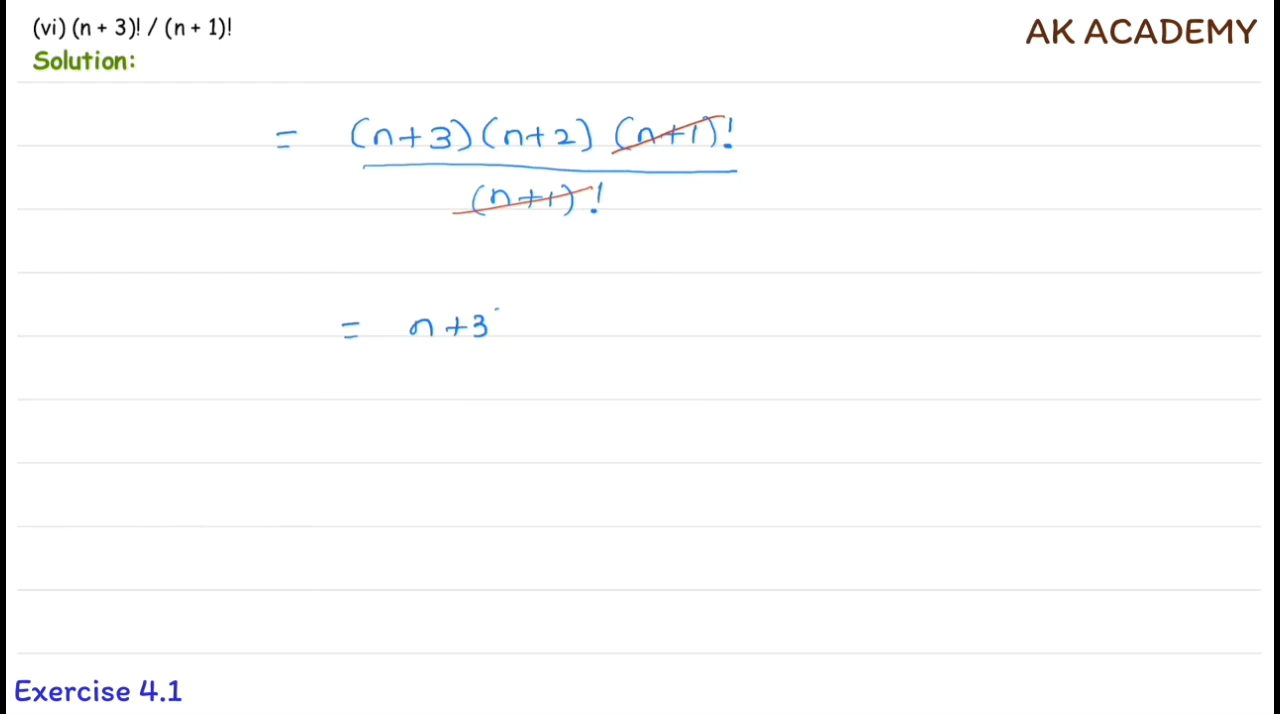 (vi) (n + 3)! / (n + 1)!
AK ACADEMY
Solution:
= (n+3)(n+2) (n+1)!
(n+1)!
= n+3
Exercise 4.1